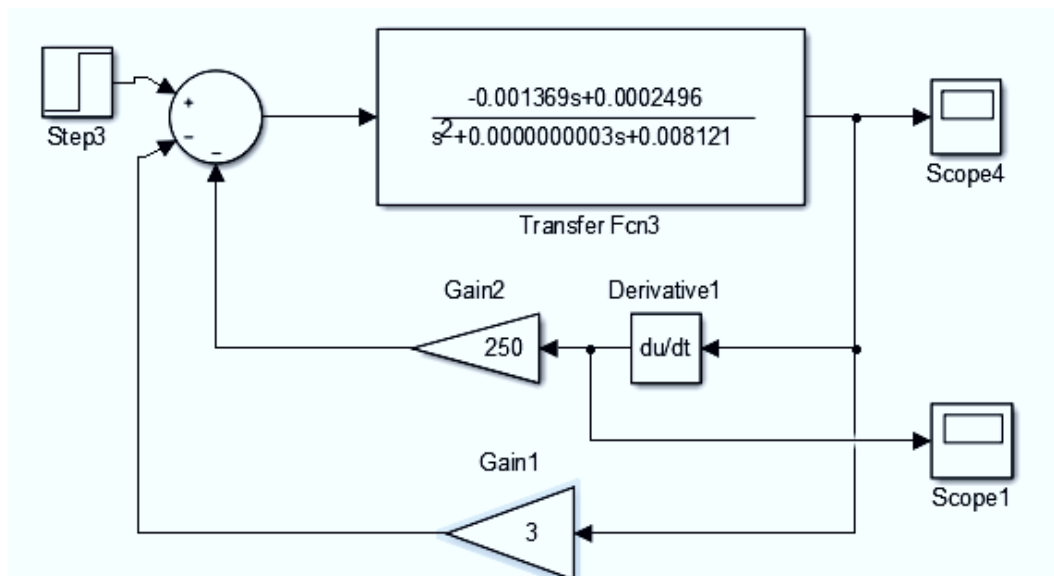 Step3
+
−
−
-0.001369s+0.0002496
s²+0.0000000003s+0.008121
Transfer Fcn3
Scope4
Gain2
Derivative1
250
du/dt
Gain1
Scope1
3